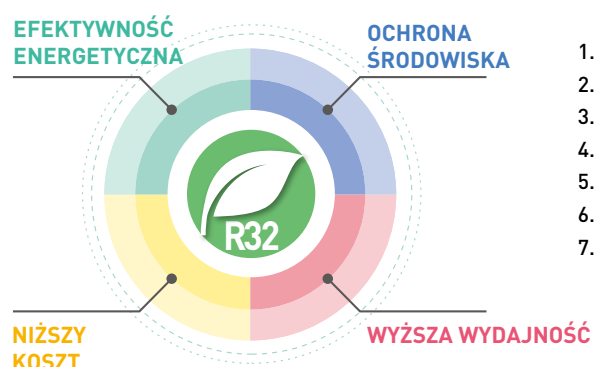 EFEKTYWNOŚĆ
ENERGETYCZNA
OCHRONA
ŚRODOWISKA
1.
2.
3.
4.
5.
6.
7.
R32
NIŻSZY
KOSZT
WYŻSZA WYDAJNOŚĆ